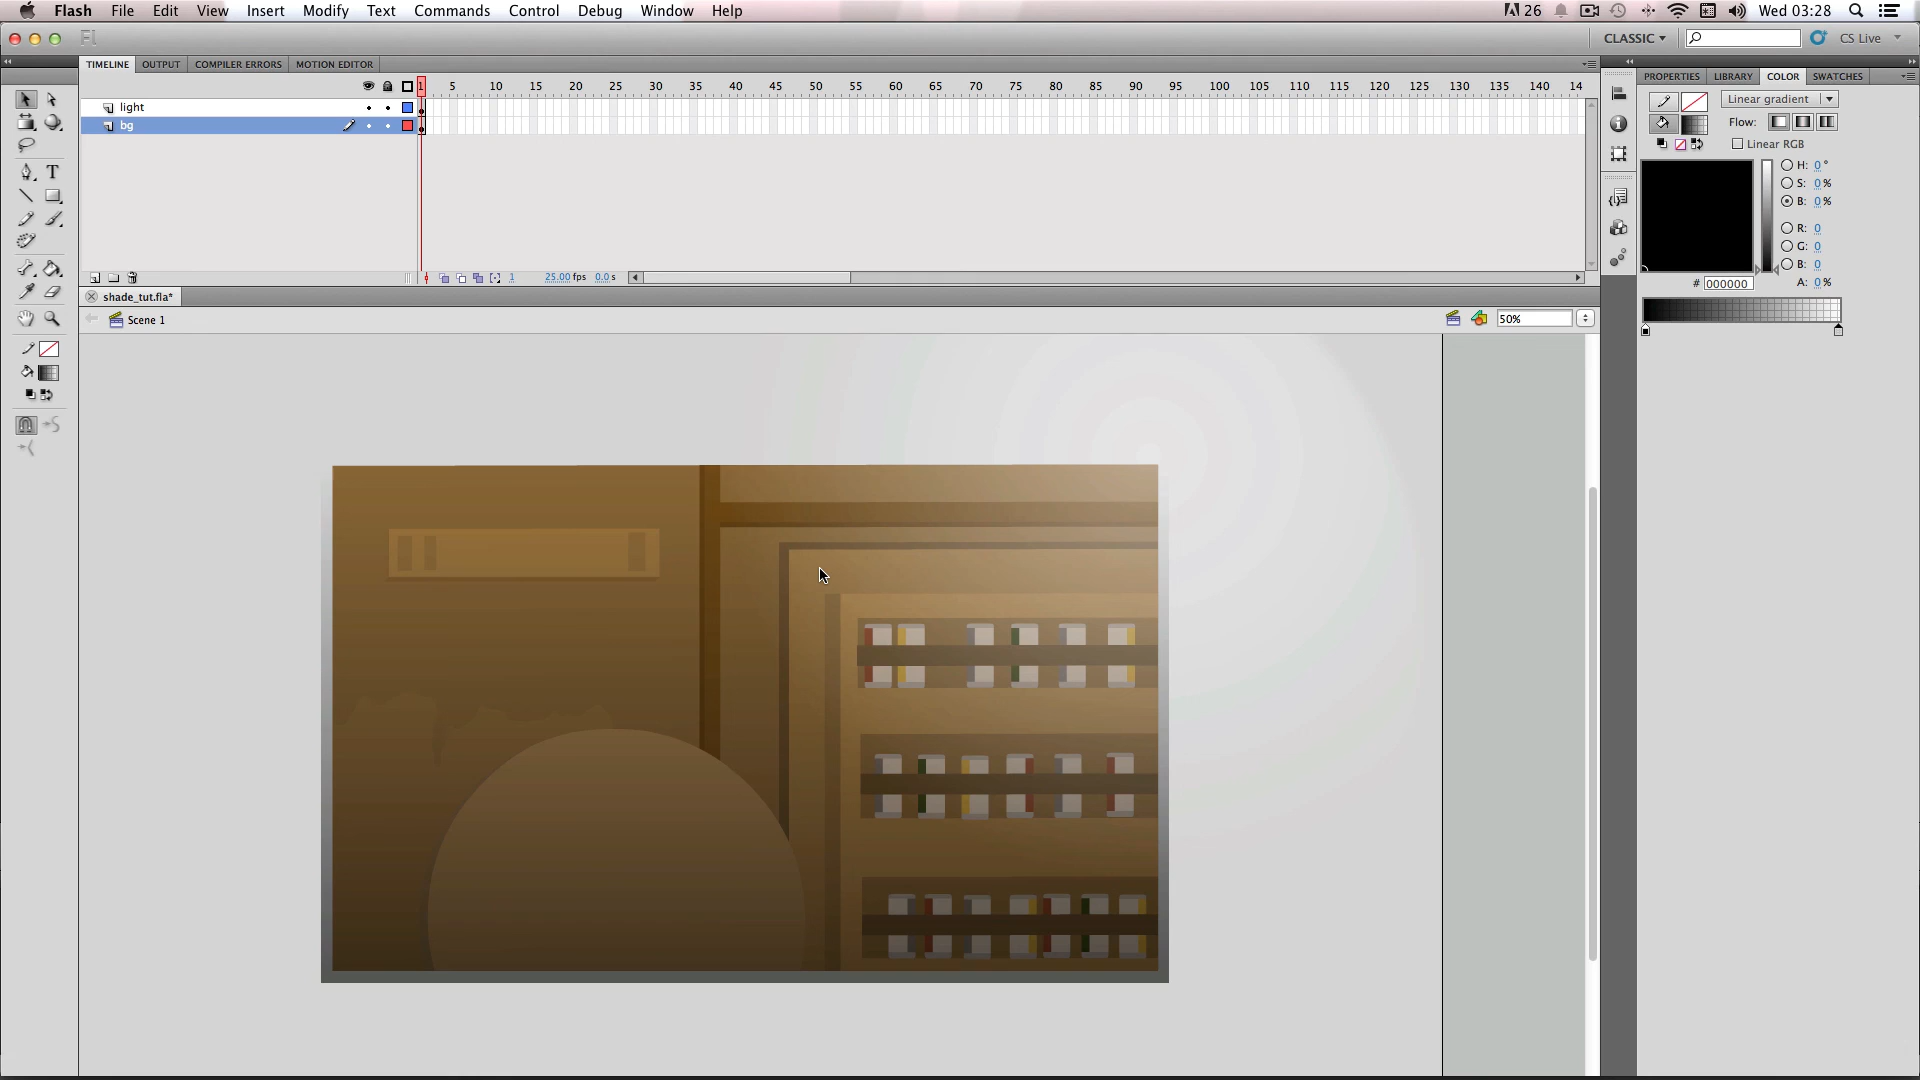 Flash File Edit View Insert Modify Text Commands Control Debug Window Help
26 Wed 03:28
Fl CLASSIC CS Live
TIMELINE OUTPUT COMPILER ERRORS MOTION EDITOR
1 5 10 15 20 25 30 35 40 45 50 55 60 65 70 75 80 85 90 95 100 105 110 115 120 125 130 135 140 14
light
bg
1 25.00 fps 0.0 s
shade_tut.fla*
Scene 1
50%
T
PROPERTIES LIBRARY COLOR SWATCHES
Linear gradient
Flow:
Linear RGB
H: 0 °
S: 0 %
B: 0 %
R: 0
G: 0
B: 0
# 000000
A: 0 %